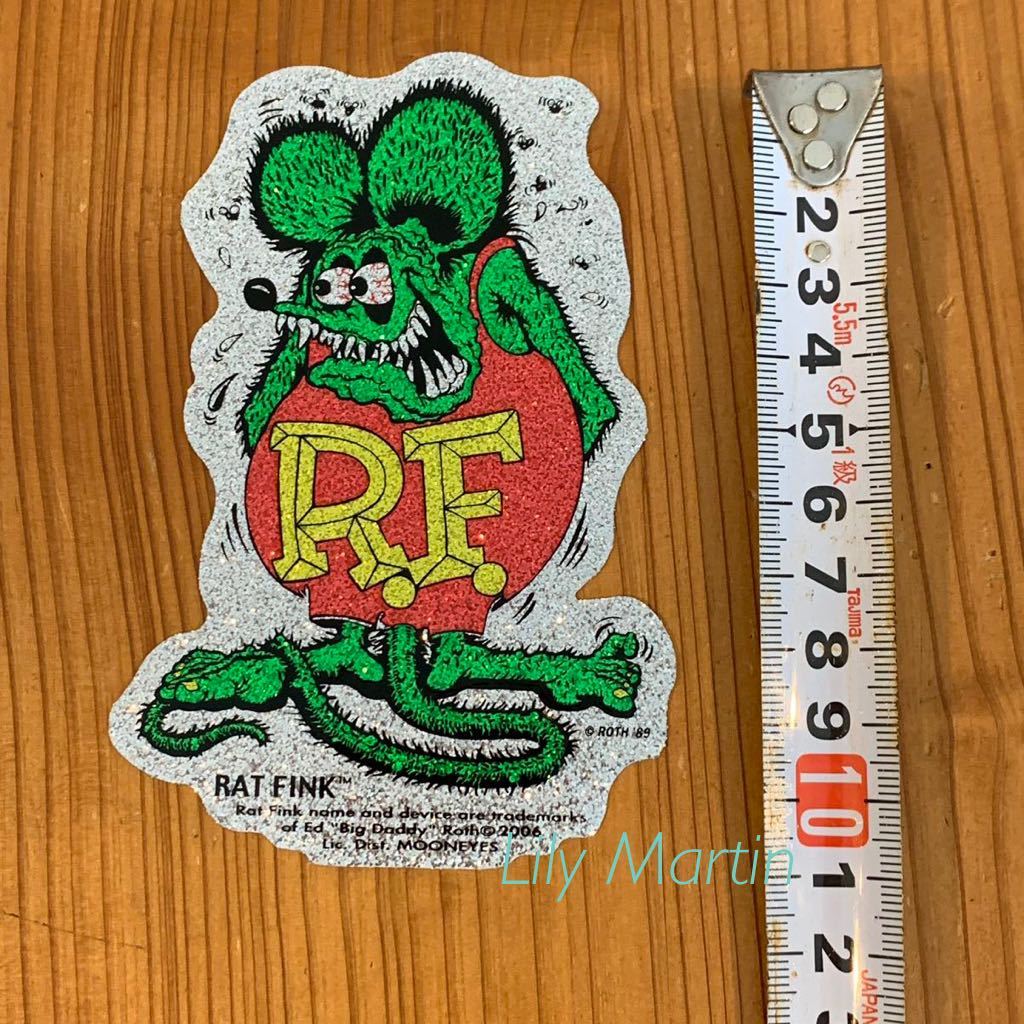 R.F.
© ROTH '89
RAT FINK™
Rat Fink name and device are trademarks
of Ed "Big Daddy" Roth © 2006
Lic. Dist. MOONEYES
Lily Martin
2
3
5.5m
4
5
1級
6
7
Tajima
8
9
10
1
2
JAPAN